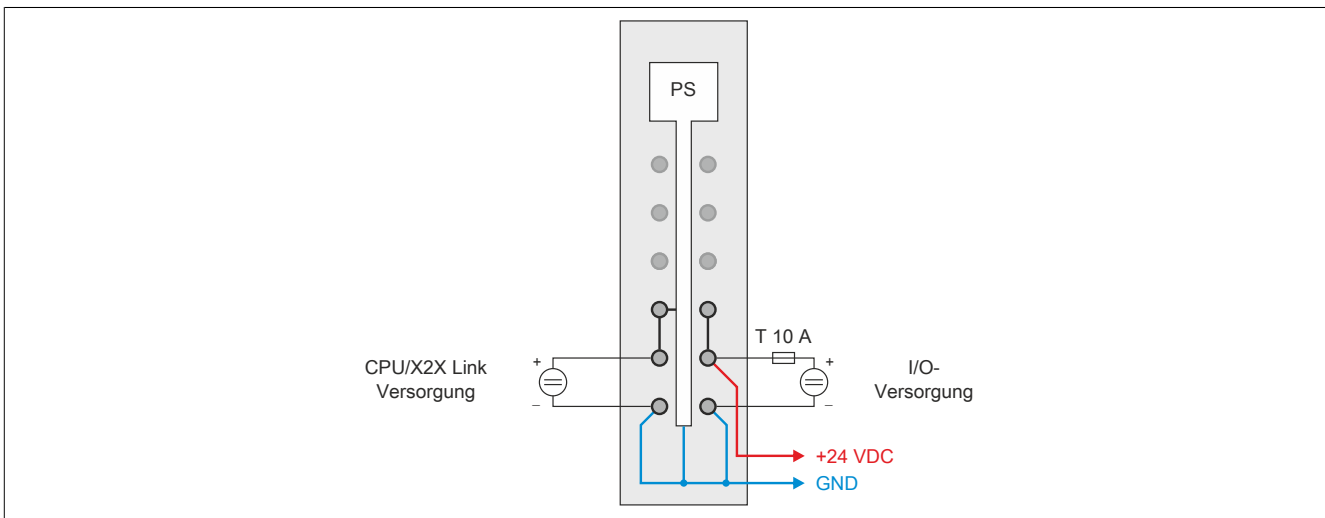 PS
T 10 A
CPU/X2X Link
Versorgung
+
–
+
–
I/O-
Versorgung
+24 VDC
GND